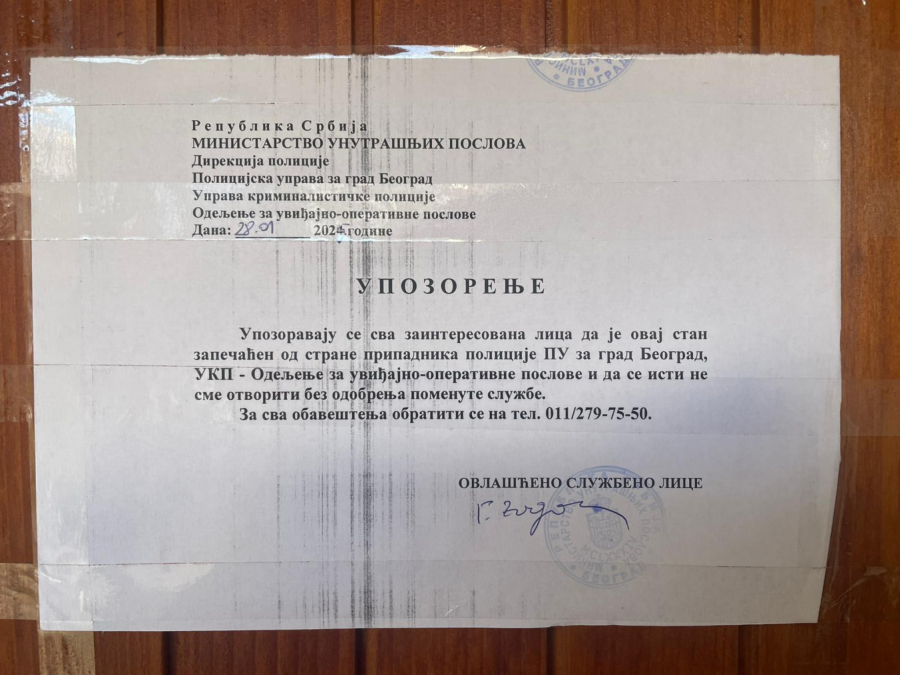 Република Србија
МИНИСТАРСТВО УНУТРАШЊИХ ПОСЛОВА
Дирекција полиције
Полицијска управа за град Београд
Управа криминалистичке полиције
Одељење за увиђајно-оперативне послове
Дана: 28.01 године
УПОЗОРЕЊЕ
Упозоравају се сва заинтересована лица да је овај стан
запечаћен од стране припадника полиције ПУ за град Београд,
УКП - Одељење за увиђајно-оперативне послове и да се исти не
сме отворити без одобрења поменуте службе.
За сва обавештења обратити се на тел. 011/279-75-50.
ОВЛАШЋЕНО СЛУЖБЕНО ЛИЦЕ
БЕОГРАД